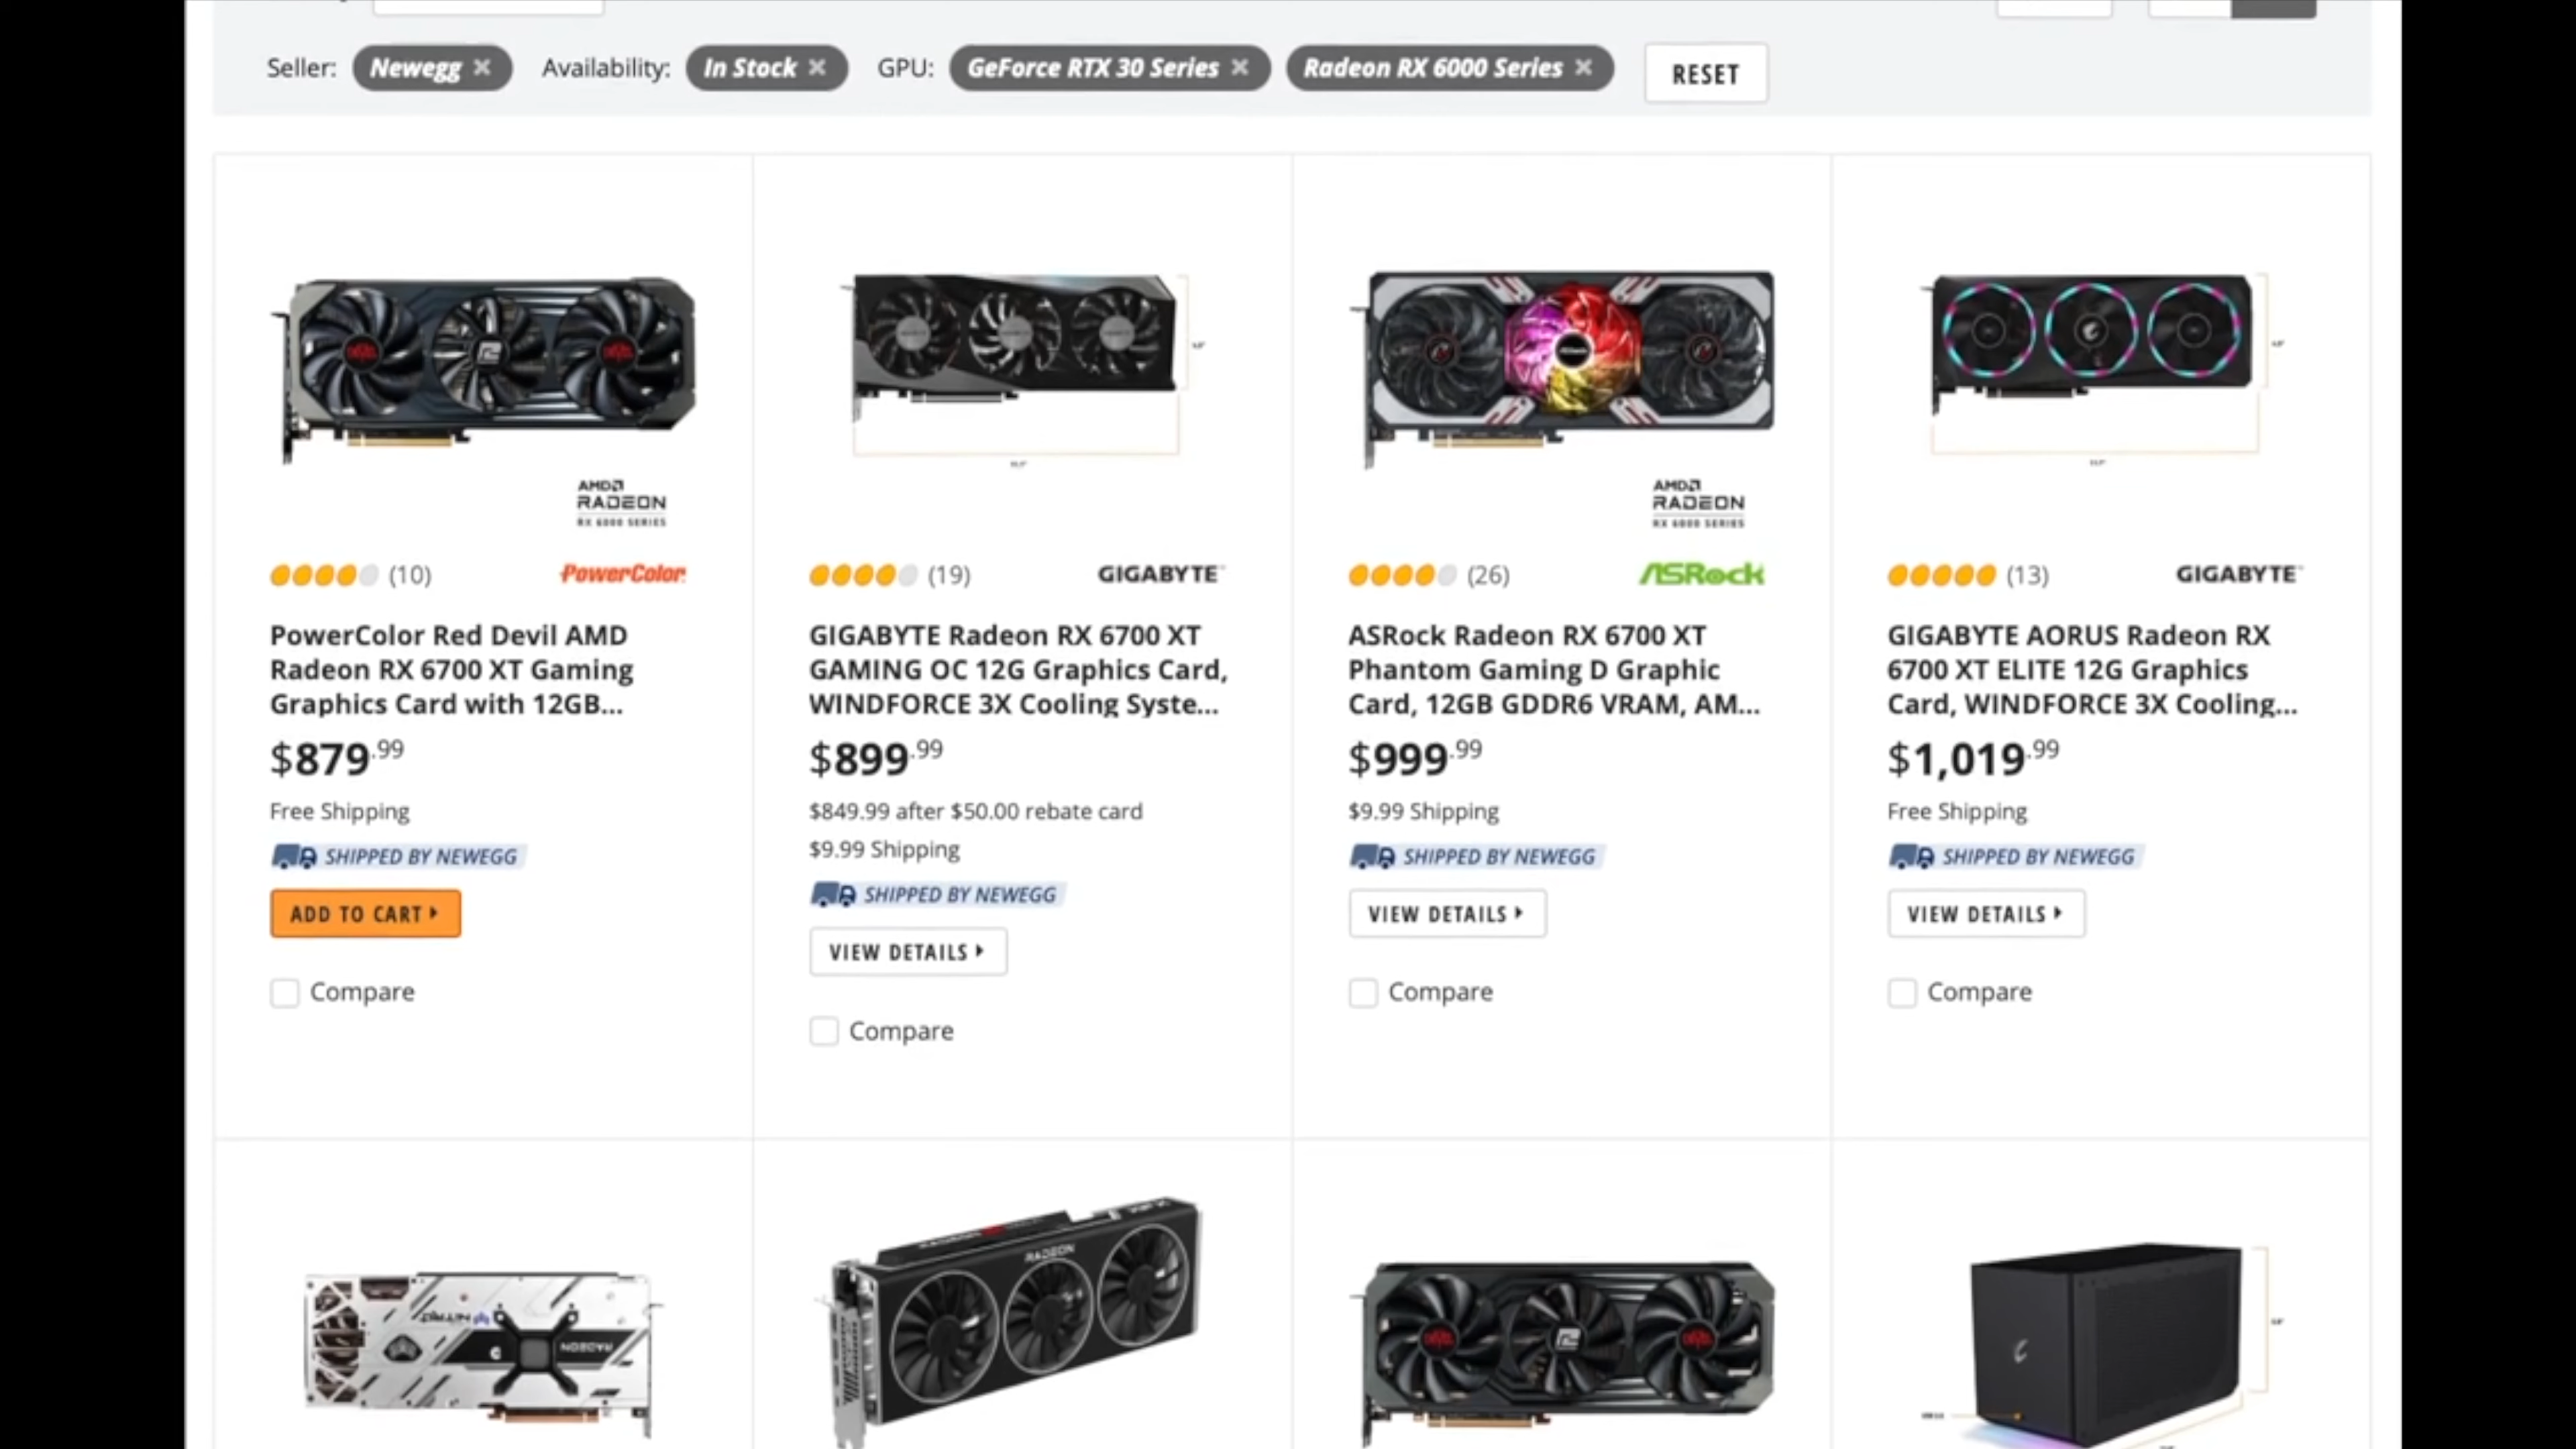 Seller: Newegg × Availability: In Stock × GPU: GeForce RTX 30 Series × Radeon RX 6000 Series × RESET
AMD
RADEON
RX 6000 SERIES
AMD
RADEON
RX 6000 SERIES
(10) PowerColor
PowerColor Red Devil AMD
Radeon RX 6700 XT Gaming
Graphics Card with 12GB...
$879.99
Free Shipping
SHIPPED BY NEWEGG
ADD TO CART
Compare
(19) GIGABYTE™
GIGABYTE Radeon RX 6700 XT
GAMING OC 12G Graphics Card,
WINDFORCE 3X Cooling Syste...
$899.99
$849.99 after $50.00 rebate card
$9.99 Shipping
SHIPPED BY NEWEGG
VIEW DETAILS
Compare
(26) ASRock
ASRock Radeon RX 6700 XT
Phantom Gaming D Graphic
Card, 12GB GDDR6 VRAM, AM...
$999.99
$9.99 Shipping
SHIPPED BY NEWEGG
VIEW DETAILS
Compare
(13) GIGABYTE™
GIGABYTE AORUS Radeon RX
6700 XT ELITE 12G Graphics
Card, WINDFORCE 3X Cooling...
$1,019.99
Free Shipping
SHIPPED BY NEWEGG
VIEW DETAILS
Compare
RADEON
RADEON